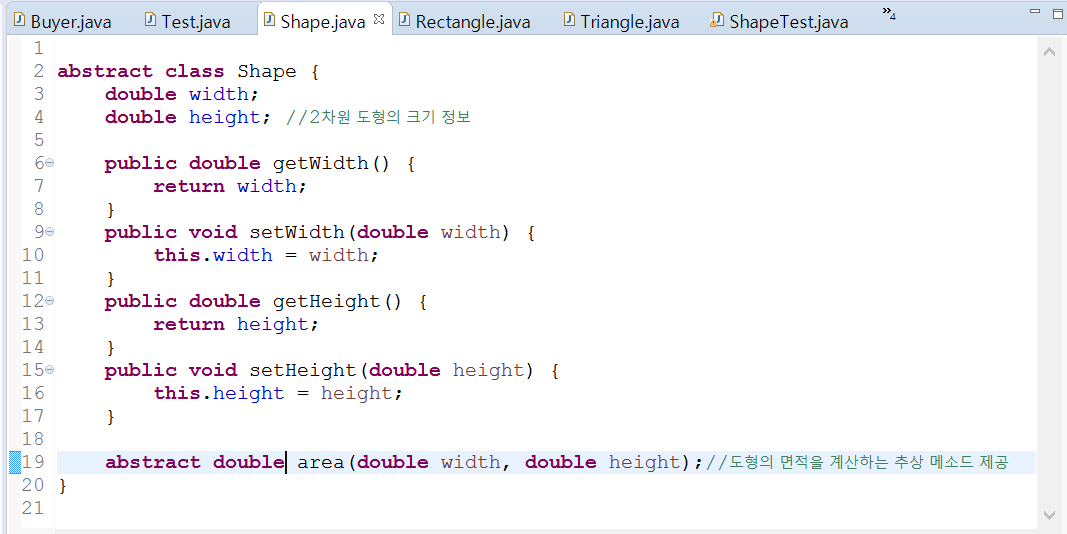 Buyer.java Test.java Shape.java Rectangle.java Triangle.java ShapeTest.java »4
1
2 abstract class Shape {
3 double width;
4 double height; //2차원 도형의 크기 정보
5
6 public double getWidth() {
7 return width;
8 }
9 public void setWidth(double width) {
10 this.width = width;
11 }
12 public double getHeight() {
13 return height;
14 }
15 public void setHeight(double height) {
16 this.height = height;
17 }
18
19 abstract double area(double width, double height);//도형의 면적을 계산하는 추상 메소드 제공
20 }
21